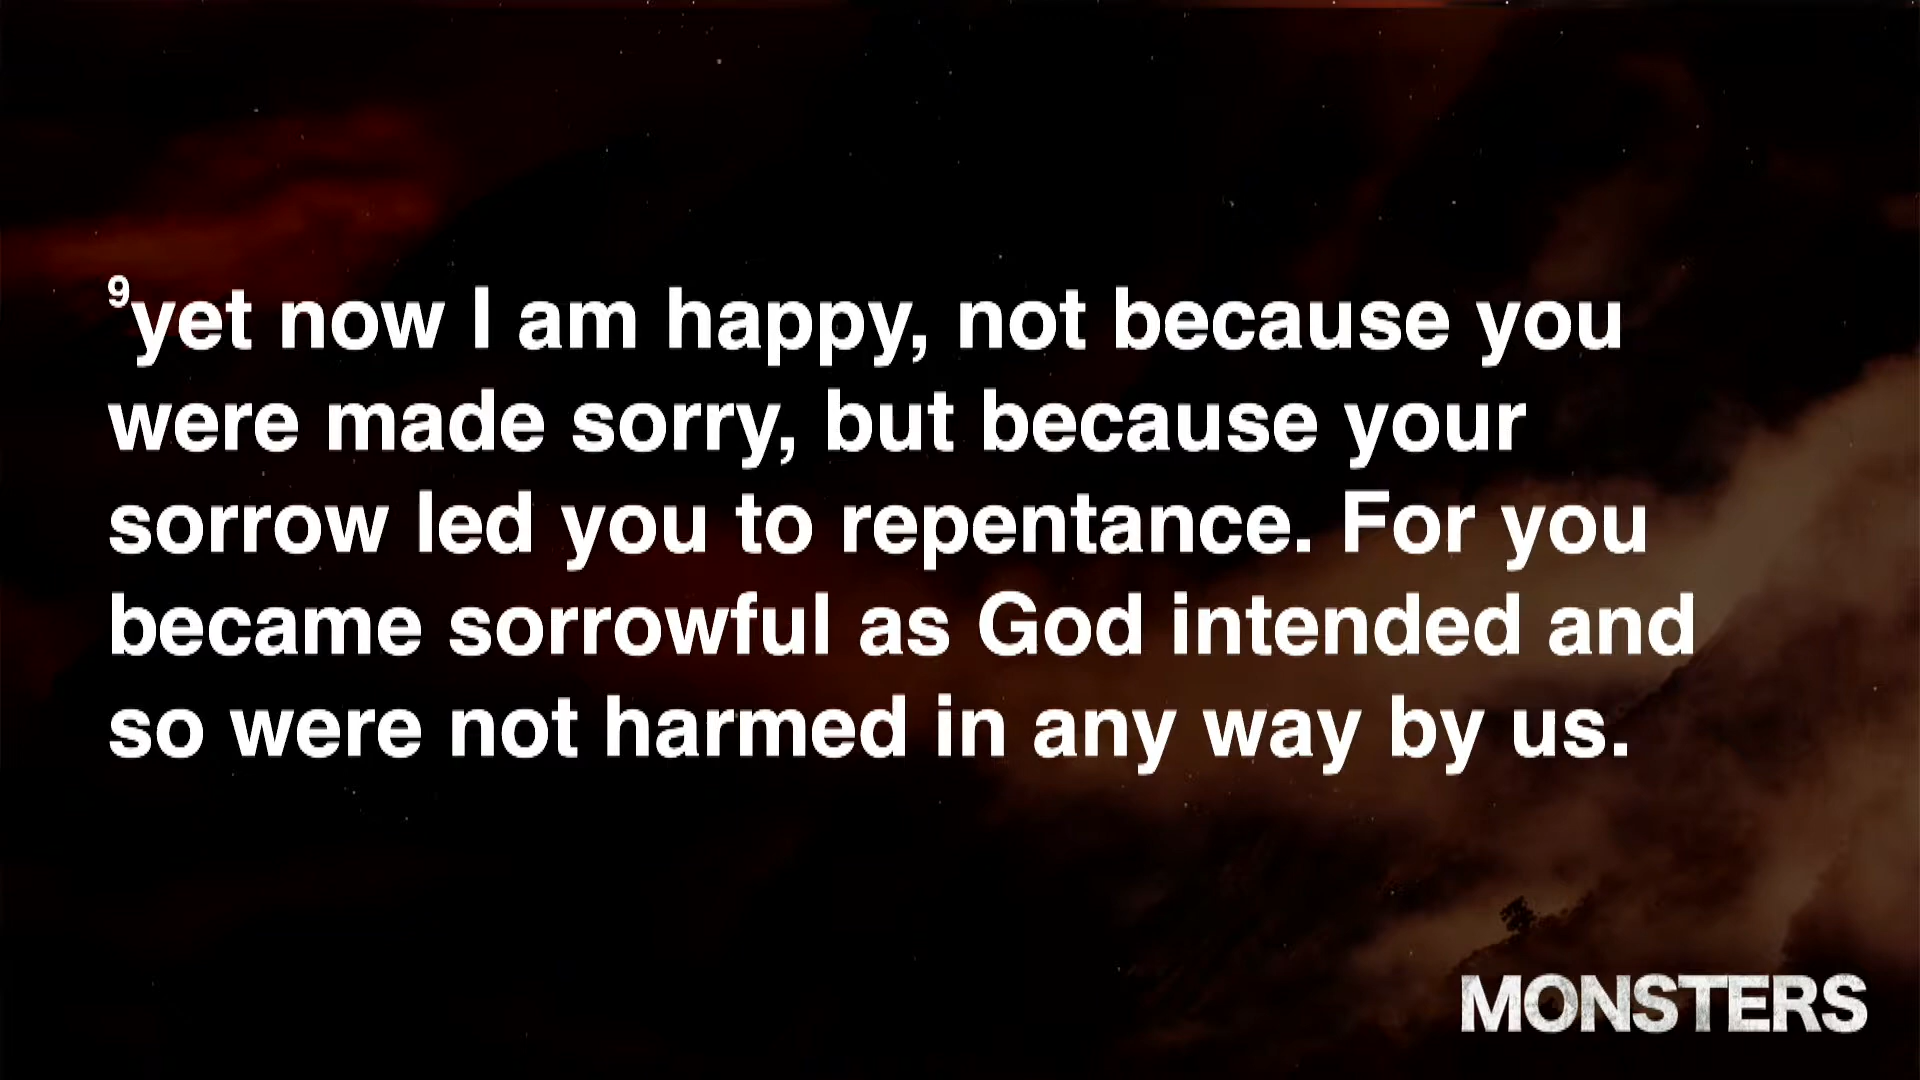 9yet now I am happy, not because you
were made sorry, but because your
sorrow led you to repentance. For you
became sorrowful as God intended and
so were not harmed in any way by us.
MONSTERS